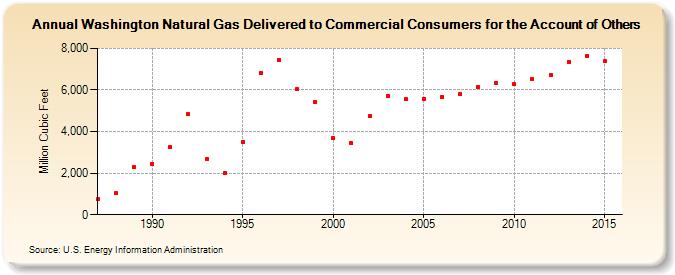 Annual Washington Natural Gas Delivered to Commercial Consumers for the Account of Others
Million Cubic Feet
8,000
6,000
4,000
2,000
0
1990 1995 2000 2005 2010 2015
Source: U.S. Energy Information Administration